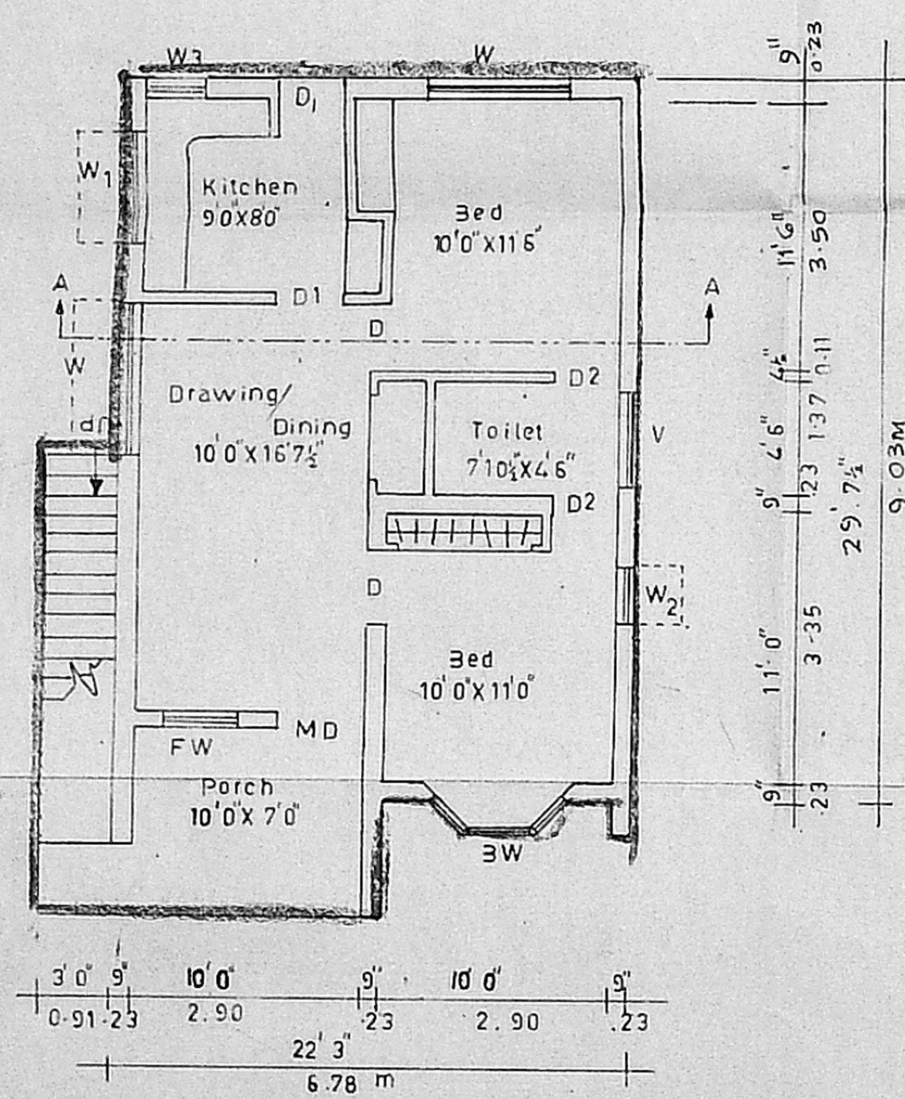 W3
W
D1
W1
Kitchen
9'0"X8'0"
Bed
10'0"X11'6"
A
D1
D
A
W
Drawing/
Dining
10'0"X16'7½"
dn
D2
Toilet
7'10½"X4'6"
V
D2
D
W2
Bed
10'0"X11'0"
MD
FW
Porch
10'0"X7'0"
BW
9"
0.23
11'6"
3.50
4½"
0.11
4'6"
1.37
9"
.23
11'0"
3.35
9"
.23
29'.7½"
9.03M
3'0" 9" 10'0" 9" 10'0" 9"
0.91 .23 2.90 .23 2.90 .23
22'3"
6.78 m